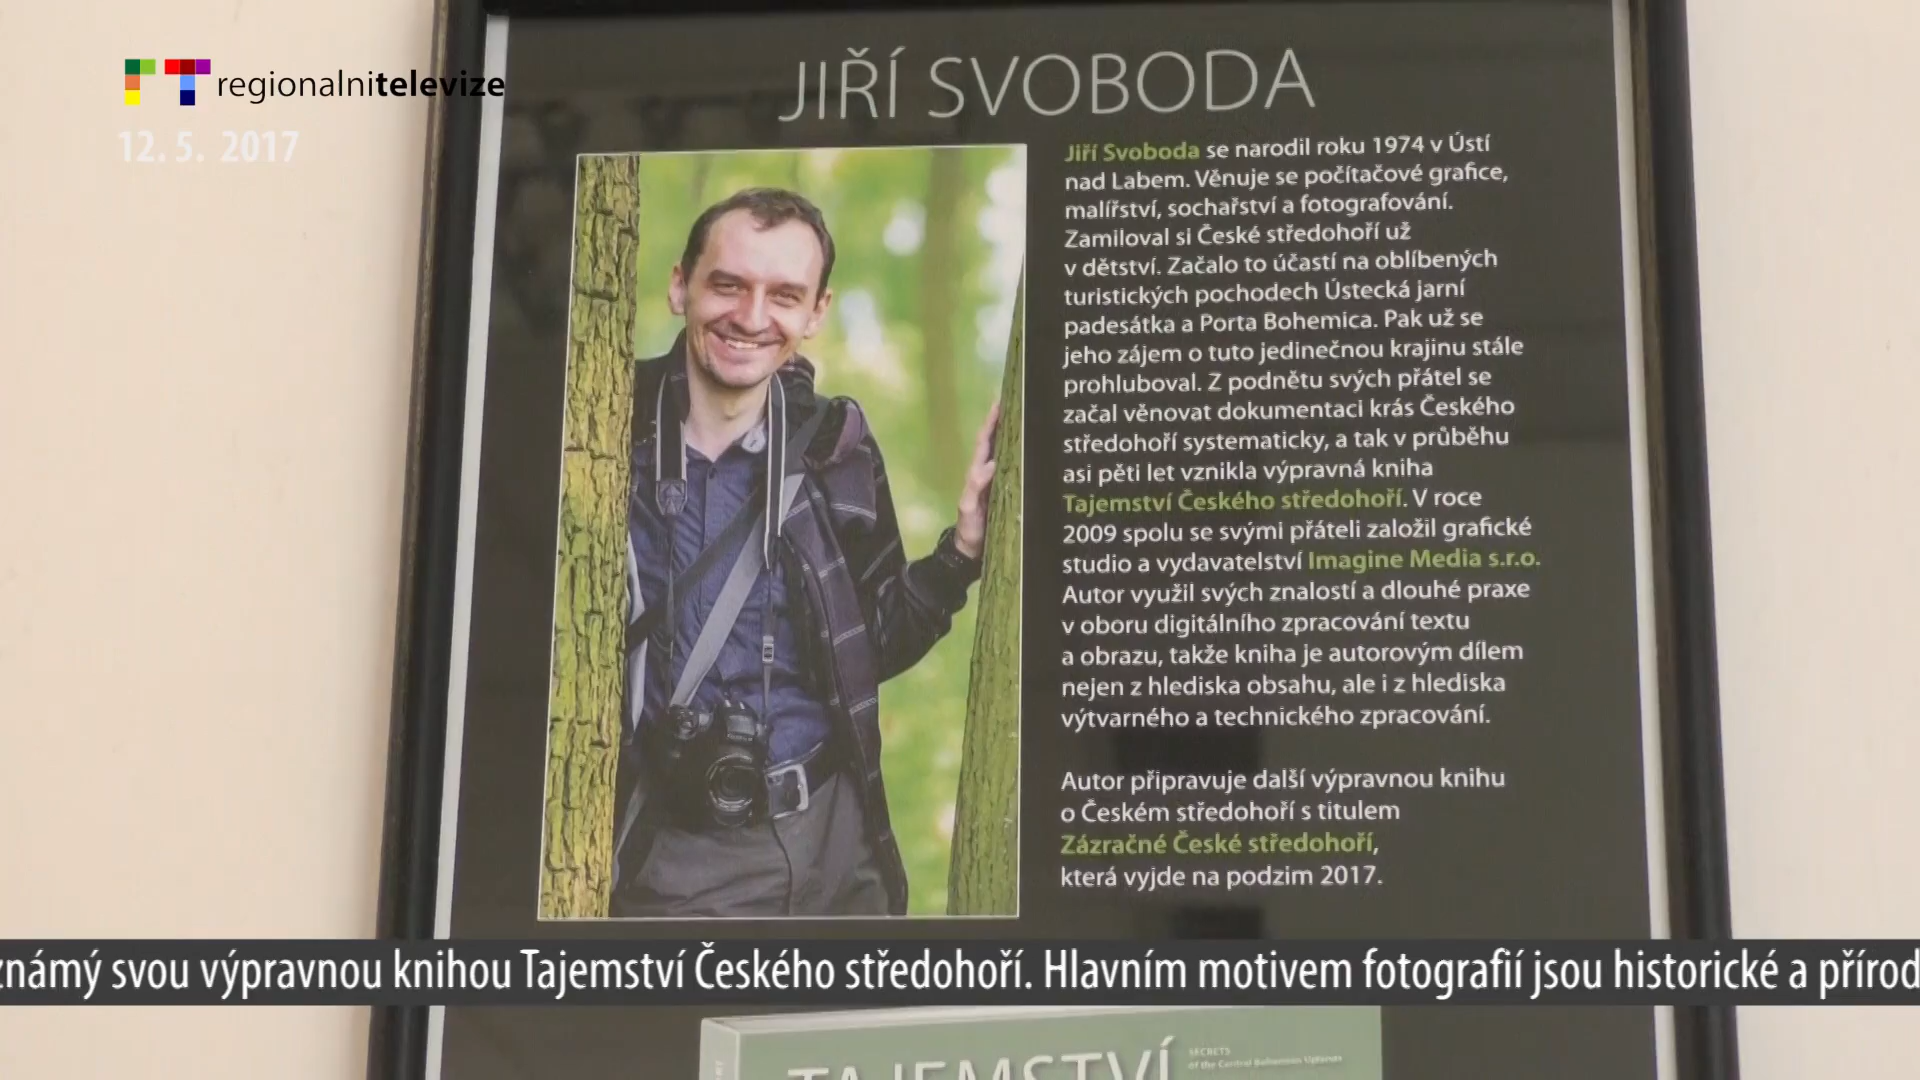 regionalnitelevize
12. 5. 2017
JIŘÍ SVOBODA
Jiří Svoboda se narodil roku 1974 v Ústí
nad Labem. Věnuje se počítačové grafice,
malířství, sochařství a fotografování.
Zamiloval si České středohoří už
v dětství. Začalo to účastí na oblíbených
turistických pochodech Ústecká jarní
padesátka a Porta Bohemica. Pak už se
jeho zájem o tuto jedinečnou krajinu stále
prohluboval. Z podnětu svých přátel se
začal věnovat dokumentaci krás Českého
středohoří systematicky, a tak v průběhu
asi pěti let vznikla výpravná kniha
Tajemství Českého středohoří. V roce
2009 spolu se svými přáteli založil grafické
studio a vydavatelství Imagine Media s.r.o.
Autor využil svých znalostí a dlouhé praxe
v oboru digitálního zpracování textu
a obrazu, takže kniha je autorovým dílem
nejen z hlediska obsahu, ale i z hlediska
výtvarného a technického zpracování.
Autor připravuje další výpravnou knihu
o Českém středohoří s titulem
Zázračné České středohoří,
která vyjde na podzim 2017.
známý svou výpravnou knihou Tajemství Českého středohoří. Hlavním motivem fotografií jsou historické a přírod
TAJEMSTVÍ
SECRETS
of the Central Bohemian Uplands